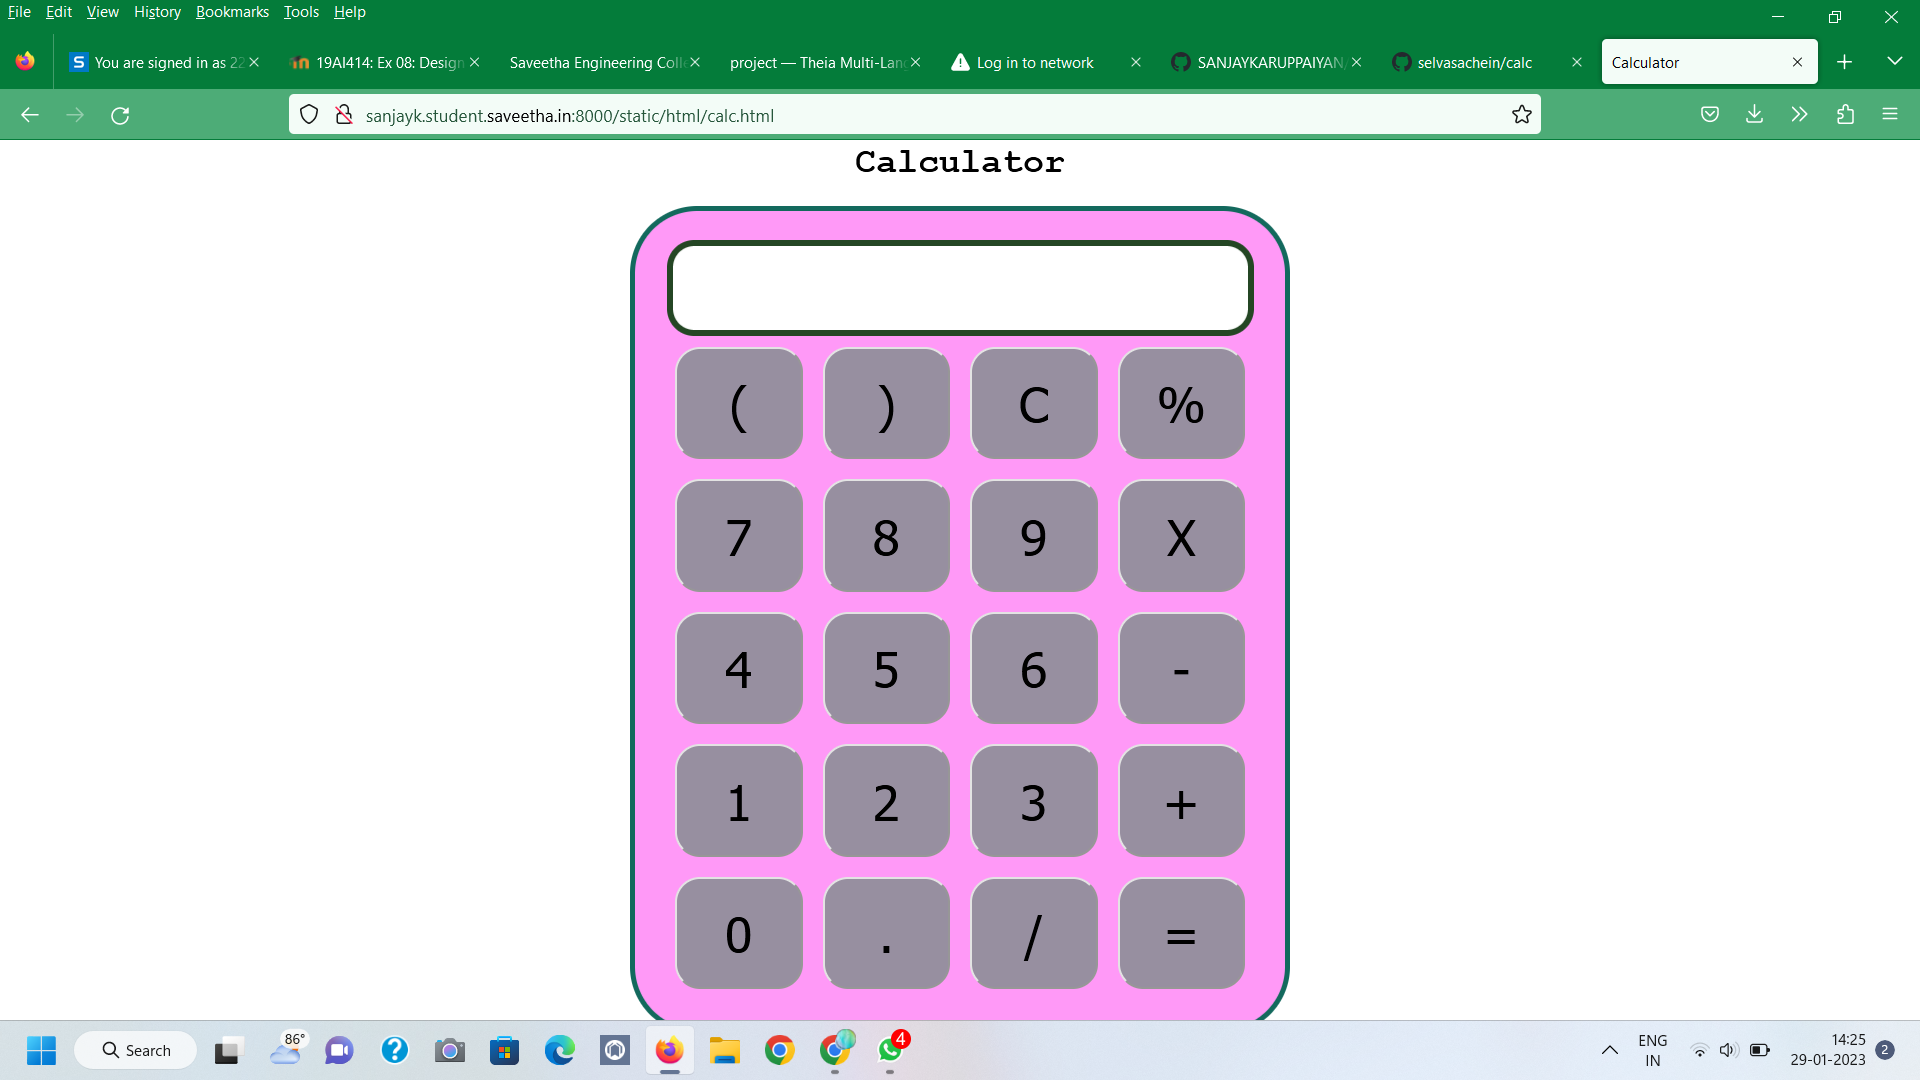 File Edit View History Bookmarks Tools Help
You are signed in as 22
19AI414: Ex 08: Design
Saveetha Engineering Colle
project — Theia Multi-Lang
Log in to network
SANJAYKARUPPAIYAN/
selvasachein/calc
Calculator
sanjayk.student.saveetha.in:8000/static/html/calc.html
Calculator
( ) C %
7 8 9 X
4 5 6 -
1 2 3 +
0 . / =
Search
86°
4
ENG
IN
14:25
29-01-2023
2